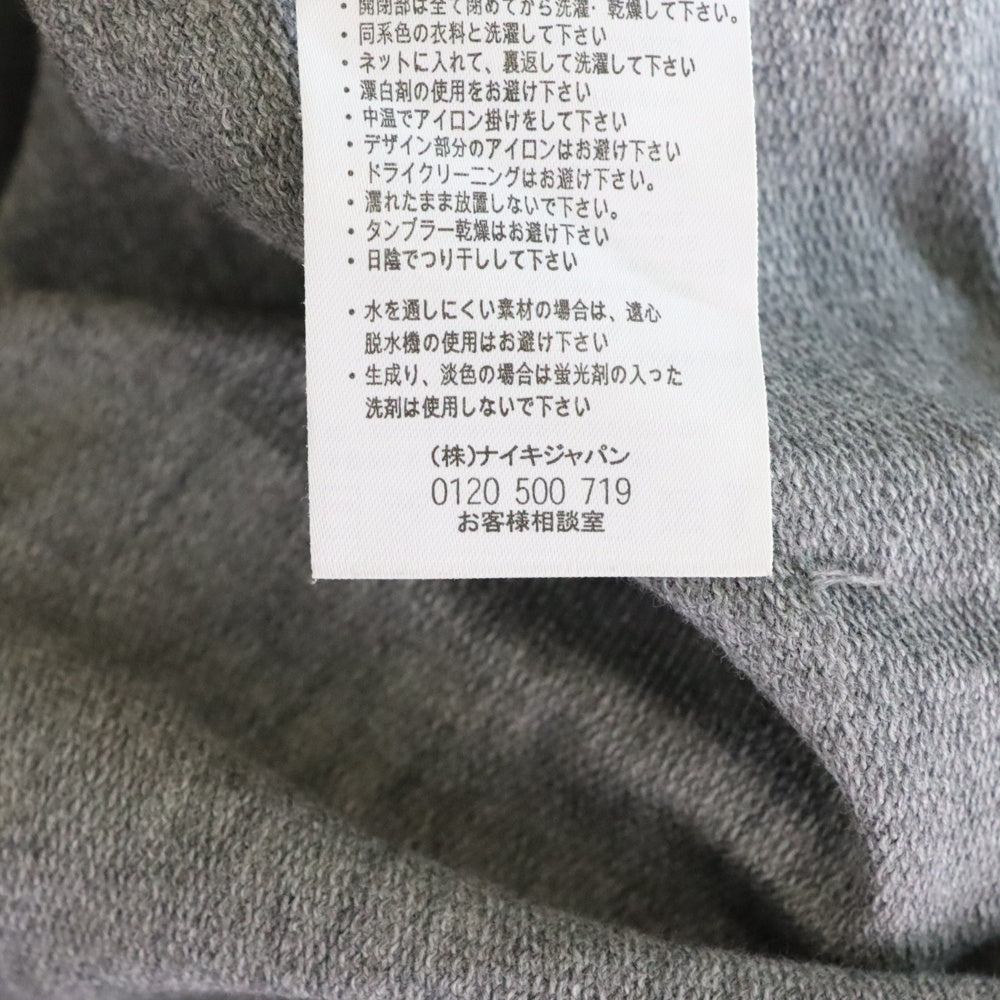 ・開閉部は全て閉めてから洗濯・乾燥して下さい。
・同系色の衣料と洗濯して下さい
・ネットに入れて、裏返して洗濯して下さい
・漂白剤の使用をお避け下さい
・中温でアイロン掛けをして下さい
・デザイン部分のアイロンはお避け下さい
・ドライクリーニングはお避け下さい。
・濡れたまま放置しないで下さい。
・タンブラー乾燥はお避け下さい
・日陰でつり干しして下さい
・水を通しにくい素材の場合は、遠心
脱水機の使用はお避け下さい
・生成り、淡色の場合は蛍光剤の入った
洗剤は使用しないで下さい
(株)ナイキジャパン
0120 500 719
お客様相談室